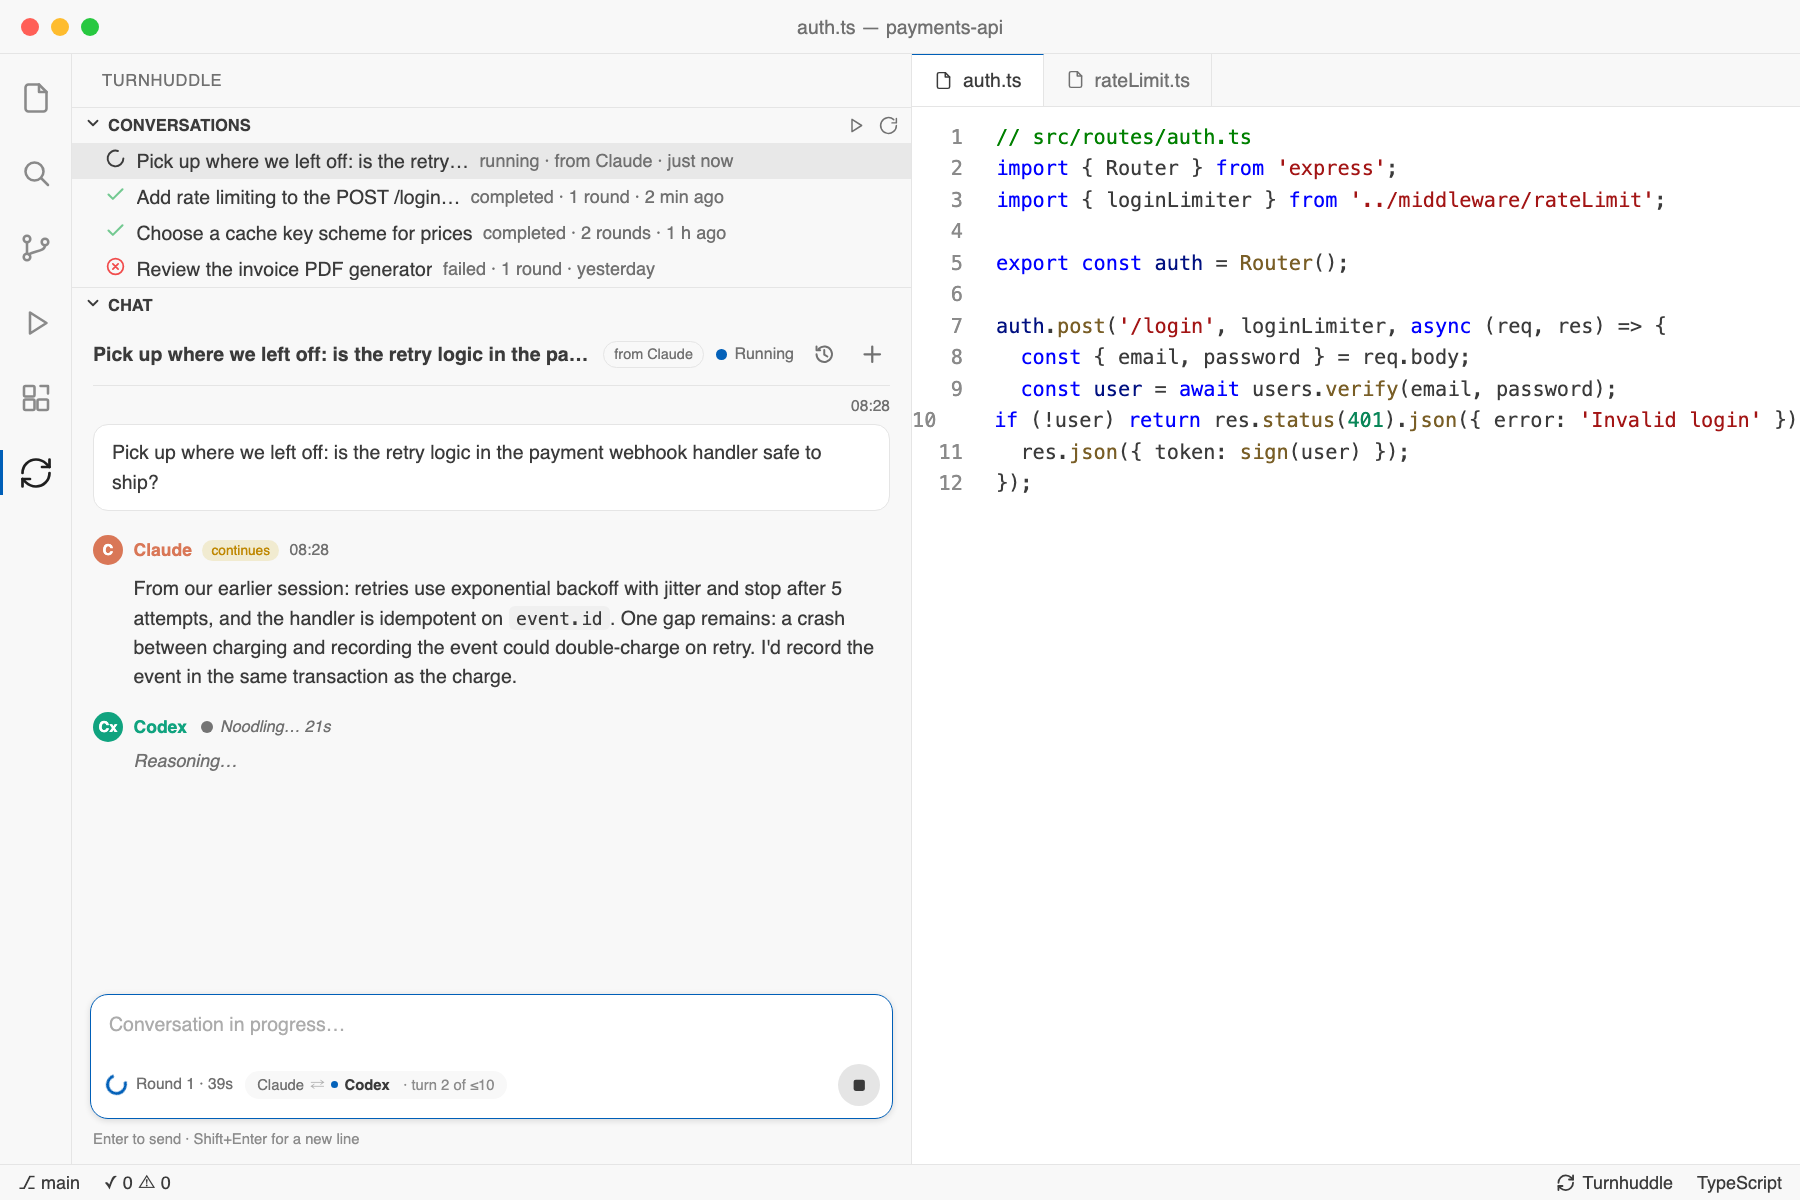 auth.ts — payments-api
TURNHUDDLE
CONVERSATIONS
Pick up where we left off: is the retry… running · from Claude · just now
Add rate limiting to the POST /login… completed · 1 round · 2 min ago
Choose a cache key scheme for prices completed · 2 rounds · 1 h ago
Review the invoice PDF generator failed · 1 round · yesterday
CHAT
Pick up where we left off: is the retry logic in the pa… from Claude Running
08:28
Pick up where we left off: is the retry logic in the payment webhook handler safe to
ship?
C Claude continues 08:28
From our earlier session: retries use exponential backoff with jitter and stop after 5
attempts, and the handler is idempotent on event.id. One gap remains: a crash
between charging and recording the event could double-charge on retry. I'd record the
event in the same transaction as the charge.
Cx Codex Noodling… 21s
Reasoning…
Conversation in progress…
Round 1 · 39s Claude ⇄ Codex · turn 2 of ≤10
Enter to send · Shift+Enter for a new line
auth.ts rateLimit.ts
1 // src/routes/auth.ts
2 import { Router } from 'express';
3 import { loginLimiter } from '../middleware/rateLimit';
4
5 export const auth = Router();
6
7 auth.post('/login', loginLimiter, async (req, res) => {
8 const { email, password } = req.body;
9 const user = await users.verify(email, password);
10 if (!user) return res.status(401).json({ error: 'Invalid login' })
11 res.json({ token: sign(user) });
12 });
main ✓ 0 ⚠ 0 Turnhuddle TypeScript